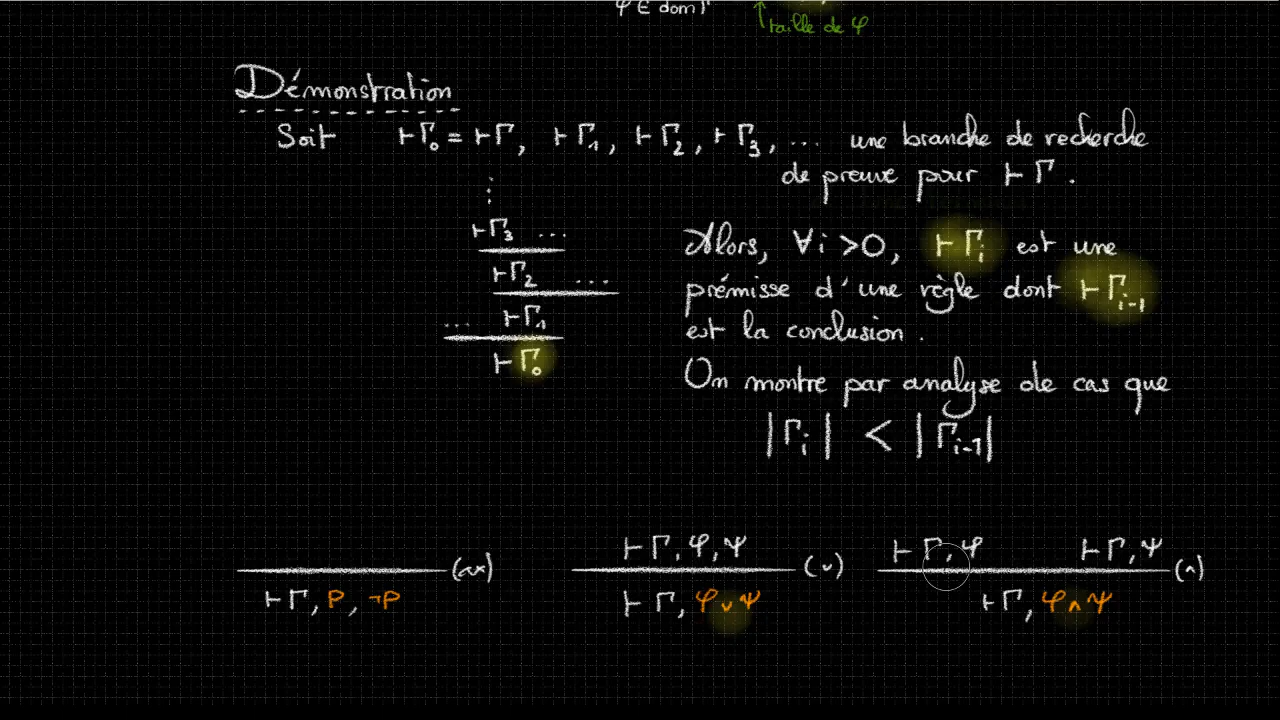 φ ∈ dom Γ
taille de φ
Démonstration
Soit ⊢Γ₀ = ⊢Γ, ⊢Γ₁, ⊢Γ₂, ⊢Γ₃, ... une branche de recherche
de preuve pour ⊢Γ.
⋮
⊢Γ₃ ...
⊢Γ₂ ...
... ⊢Γ₁
⊢Γ₀
Alors, ∀i >0, ⊢Γᵢ est une
prémisse d'une règle dont ⊢Γᵢ₋₁
est la conclusion.
On montre par analyse de cas que
|Γᵢ| < |Γᵢ₋₁|
(ax)
⊢Γ, P, ¬P
⊢Γ, φ, ψ
(∨)
⊢Γ, φ∨ψ
⊢Γ, φ ⊢Γ, ψ
(∧)
⊢Γ, φ∧ψ